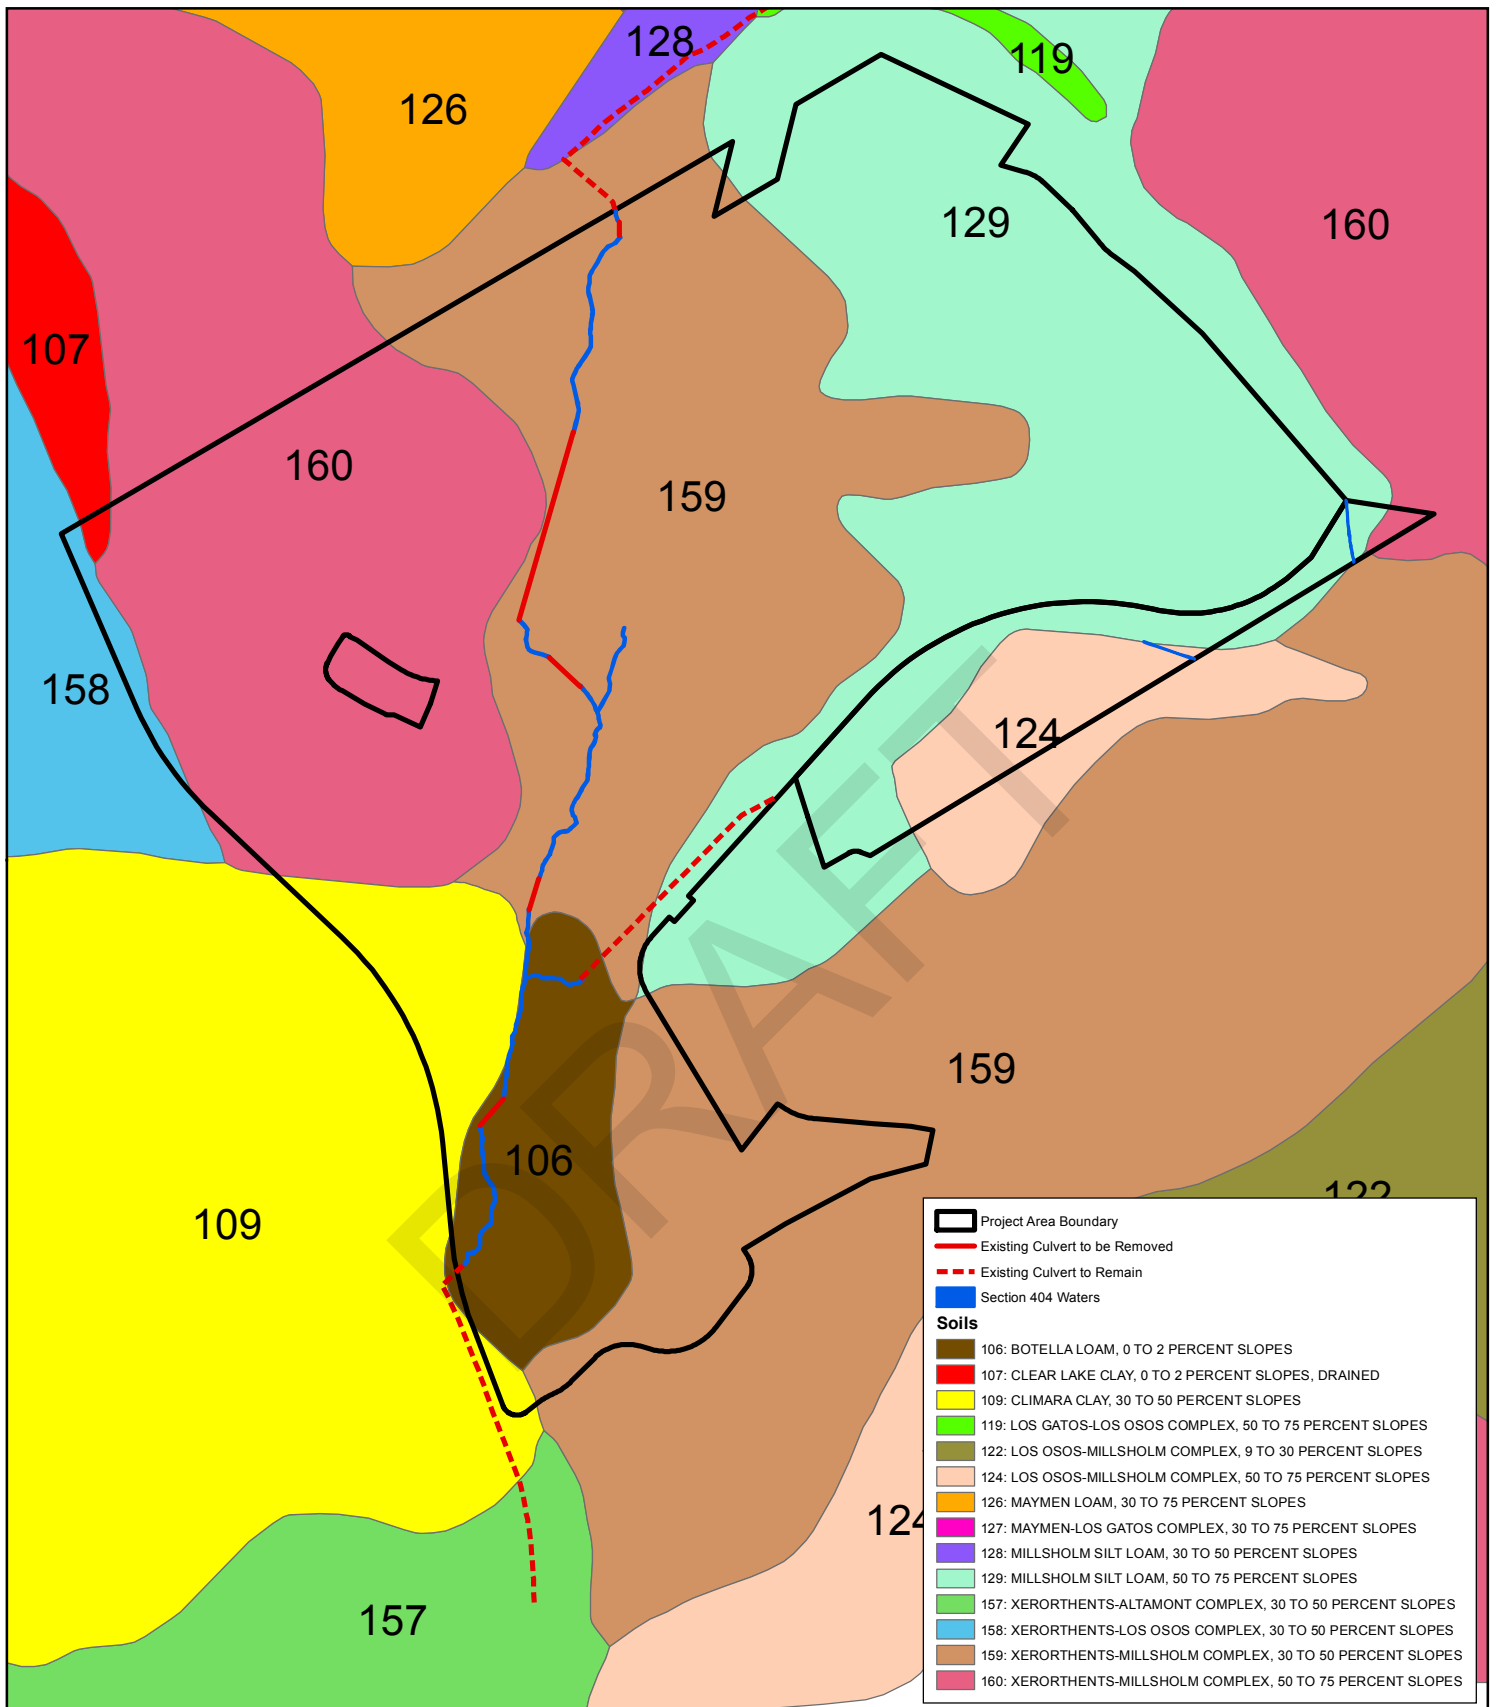 128
119
126
129
160
107
160
159
158
124
159
106
109
122
124
157
DRAFT
Project Area Boundary
Existing Culvert to be Removed
Existing Culvert to Remain
Section 404 Waters
Soils
106: BOTELLA LOAM, 0 TO 2 PERCENT SLOPES
107: CLEAR LAKE CLAY, 0 TO 2 PERCENT SLOPES, DRAINED
109: CLIMARA CLAY, 30 TO 50 PERCENT SLOPES
119: LOS GATOS-LOS OSOS COMPLEX, 50 TO 75 PERCENT SLOPES
122: LOS OSOS-MILLSHOLM COMPLEX, 9 TO 30 PERCENT SLOPES
124: LOS OSOS-MILLSHOLM COMPLEX, 50 TO 75 PERCENT SLOPES
126: MAYMEN LOAM, 30 TO 75 PERCENT SLOPES
127: MAYMEN-LOS GATOS COMPLEX, 30 TO 75 PERCENT SLOPES
128: MILLSHOLM SILT LOAM, 30 TO 50 PERCENT SLOPES
129: MILLSHOLM SILT LOAM, 50 TO 75 PERCENT SLOPES
157: XERORTHENTS-ALTAMONT COMPLEX, 30 TO 50 PERCENT SLOPES
158: XERORTHENTS-LOS OSOS COMPLEX, 30 TO 50 PERCENT SLOPES
159: XERORTHENTS-MILLSHOLM COMPLEX, 30 TO 50 PERCENT SLOPES
160: XERORTHENTS-MILLSHOLM COMPLEX, 50 TO 75 PERCENT SLOPES